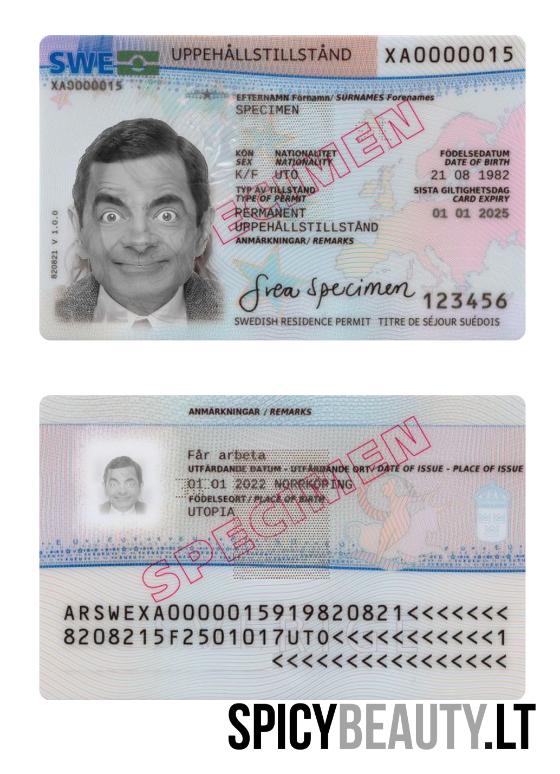 SWE UPPEHÅLLSTILLSTÅND XA0000015
XA0000015
EFTERNAMN Förnamn/ SURNAMES Forenames
SPECIMEN
SPECIMEN
KÖN NATIONALITET FÖDELSEDATUM
SEX NATIONALITY DATE OF BIRTH
K/F UTO 21 08 1982
TYP AV TILLSTÅND SISTA GILTIGHETSDAG
TYPE OF PERMIT CARD EXPIRY
PERMANENT 01 01 2025
UPPEHÅLLSTILLSTÅND
ANMÄRKNINGAR/ REMARKS
820821 V 1.0.0
Svea Specimen 123456
SWEDISH RESIDENCE PERMIT TITRE DE SÉJOUR SUÉDOIS
ANMÄRKNINGAR / REMARKS
SPECIMEN
Får arbeta
UTFÄRDANDE DATUM - UTFÄRDANDE ORT/ DATE OF ISSUE - PLACE OF ISSUE
01 01 2022 NORRKÖPING
FÖDELSEORT / PLACE OF BIRTH
UTOPIA
ARSWEXA0000015919820821<<<<<<<
8208215F2501017UTO<<<<<<<<<<<1
<<<<<<<<<<<<<<<<
SPICYBEAUTY.LT